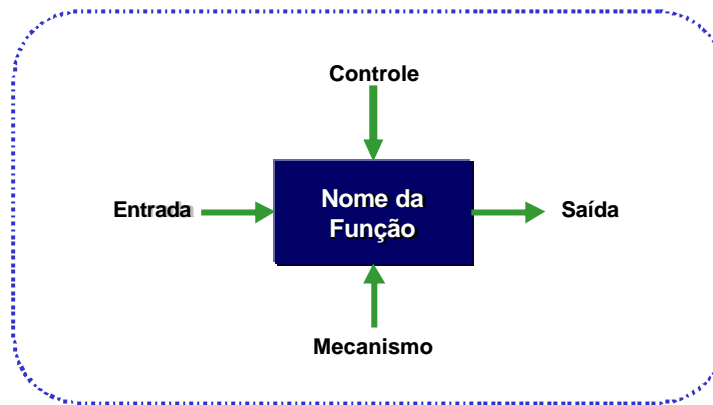 Controle
Entrada
Nome da
Função
Saída
Mecanismo